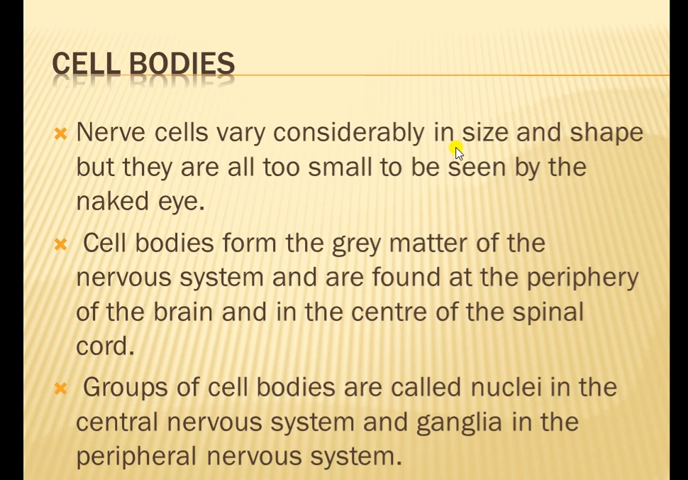 CELL BODIES
Nerve cells vary considerably in size and shape
but they are all too small to be seen by the
naked eye.
Cell bodies form the grey matter of the
nervous system and are found at the periphery
of the brain and in the centre of the spinal
cord.
Groups of cell bodies are called nuclei in the
central nervous system and ganglia in the
peripheral nervous system.